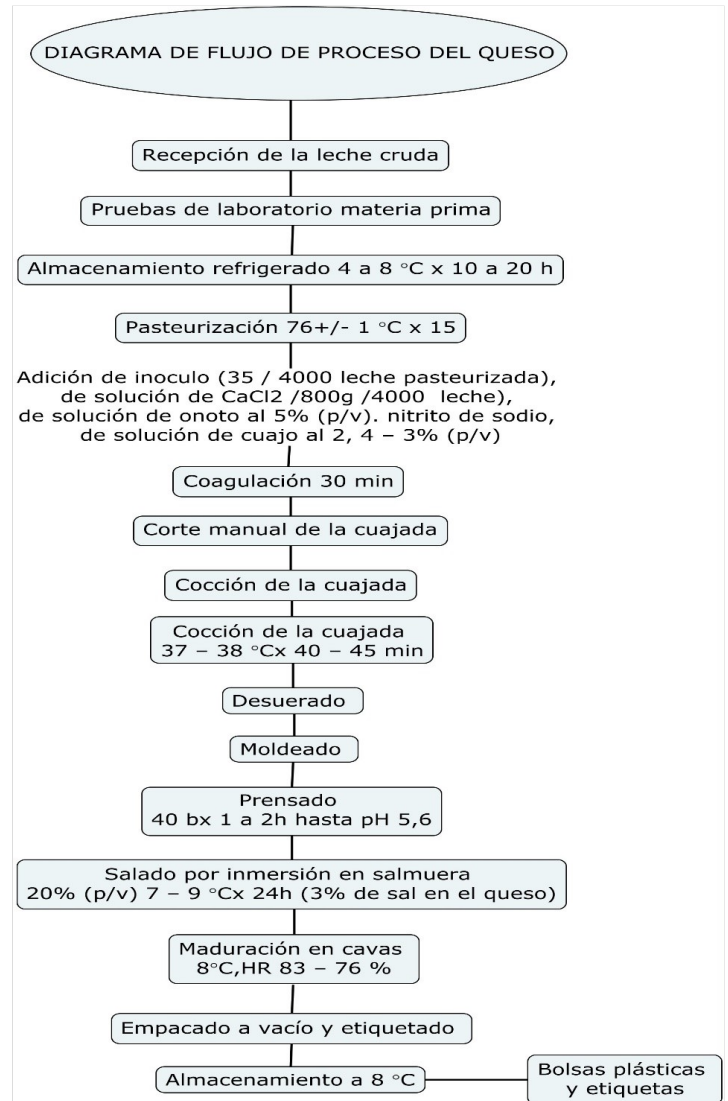 DIAGRAMA DE FLUJO DE PROCESO DEL QUESO
Recepción de la leche cruda
Pruebas de laboratorio materia prima
Almacenamiento refrigerado 4 a 8 °C x 10 a 20 h
Pasteurización 76+/- 1 °C x 15
Adición de inoculo (35 / 4000 leche pasteurizada),
de solución de CaCl2 /800g /4000 leche),
de solución de onoto al 5% (p/v). nitrito de sodio,
de solución de cuajo al 2, 4 – 3% (p/v)
Coagulación 30 min
Corte manual de la cuajada
Cocción de la cuajada
Cocción de la cuajada
37 – 38 °Cx 40 – 45 min
Desuerado
Moldeado
Prensado
40 bx 1 a 2h hasta pH 5,6
Salado por inmersión en salmuera
20% (p/v) 7 – 9 °Cx 24h (3% de sal en el queso)
Maduración en cavas
8°C,HR 83 – 76 %
Empacado a vacío y etiquetado
Almacenamiento a 8 °C
Bolsas plásticas
y etiquetas